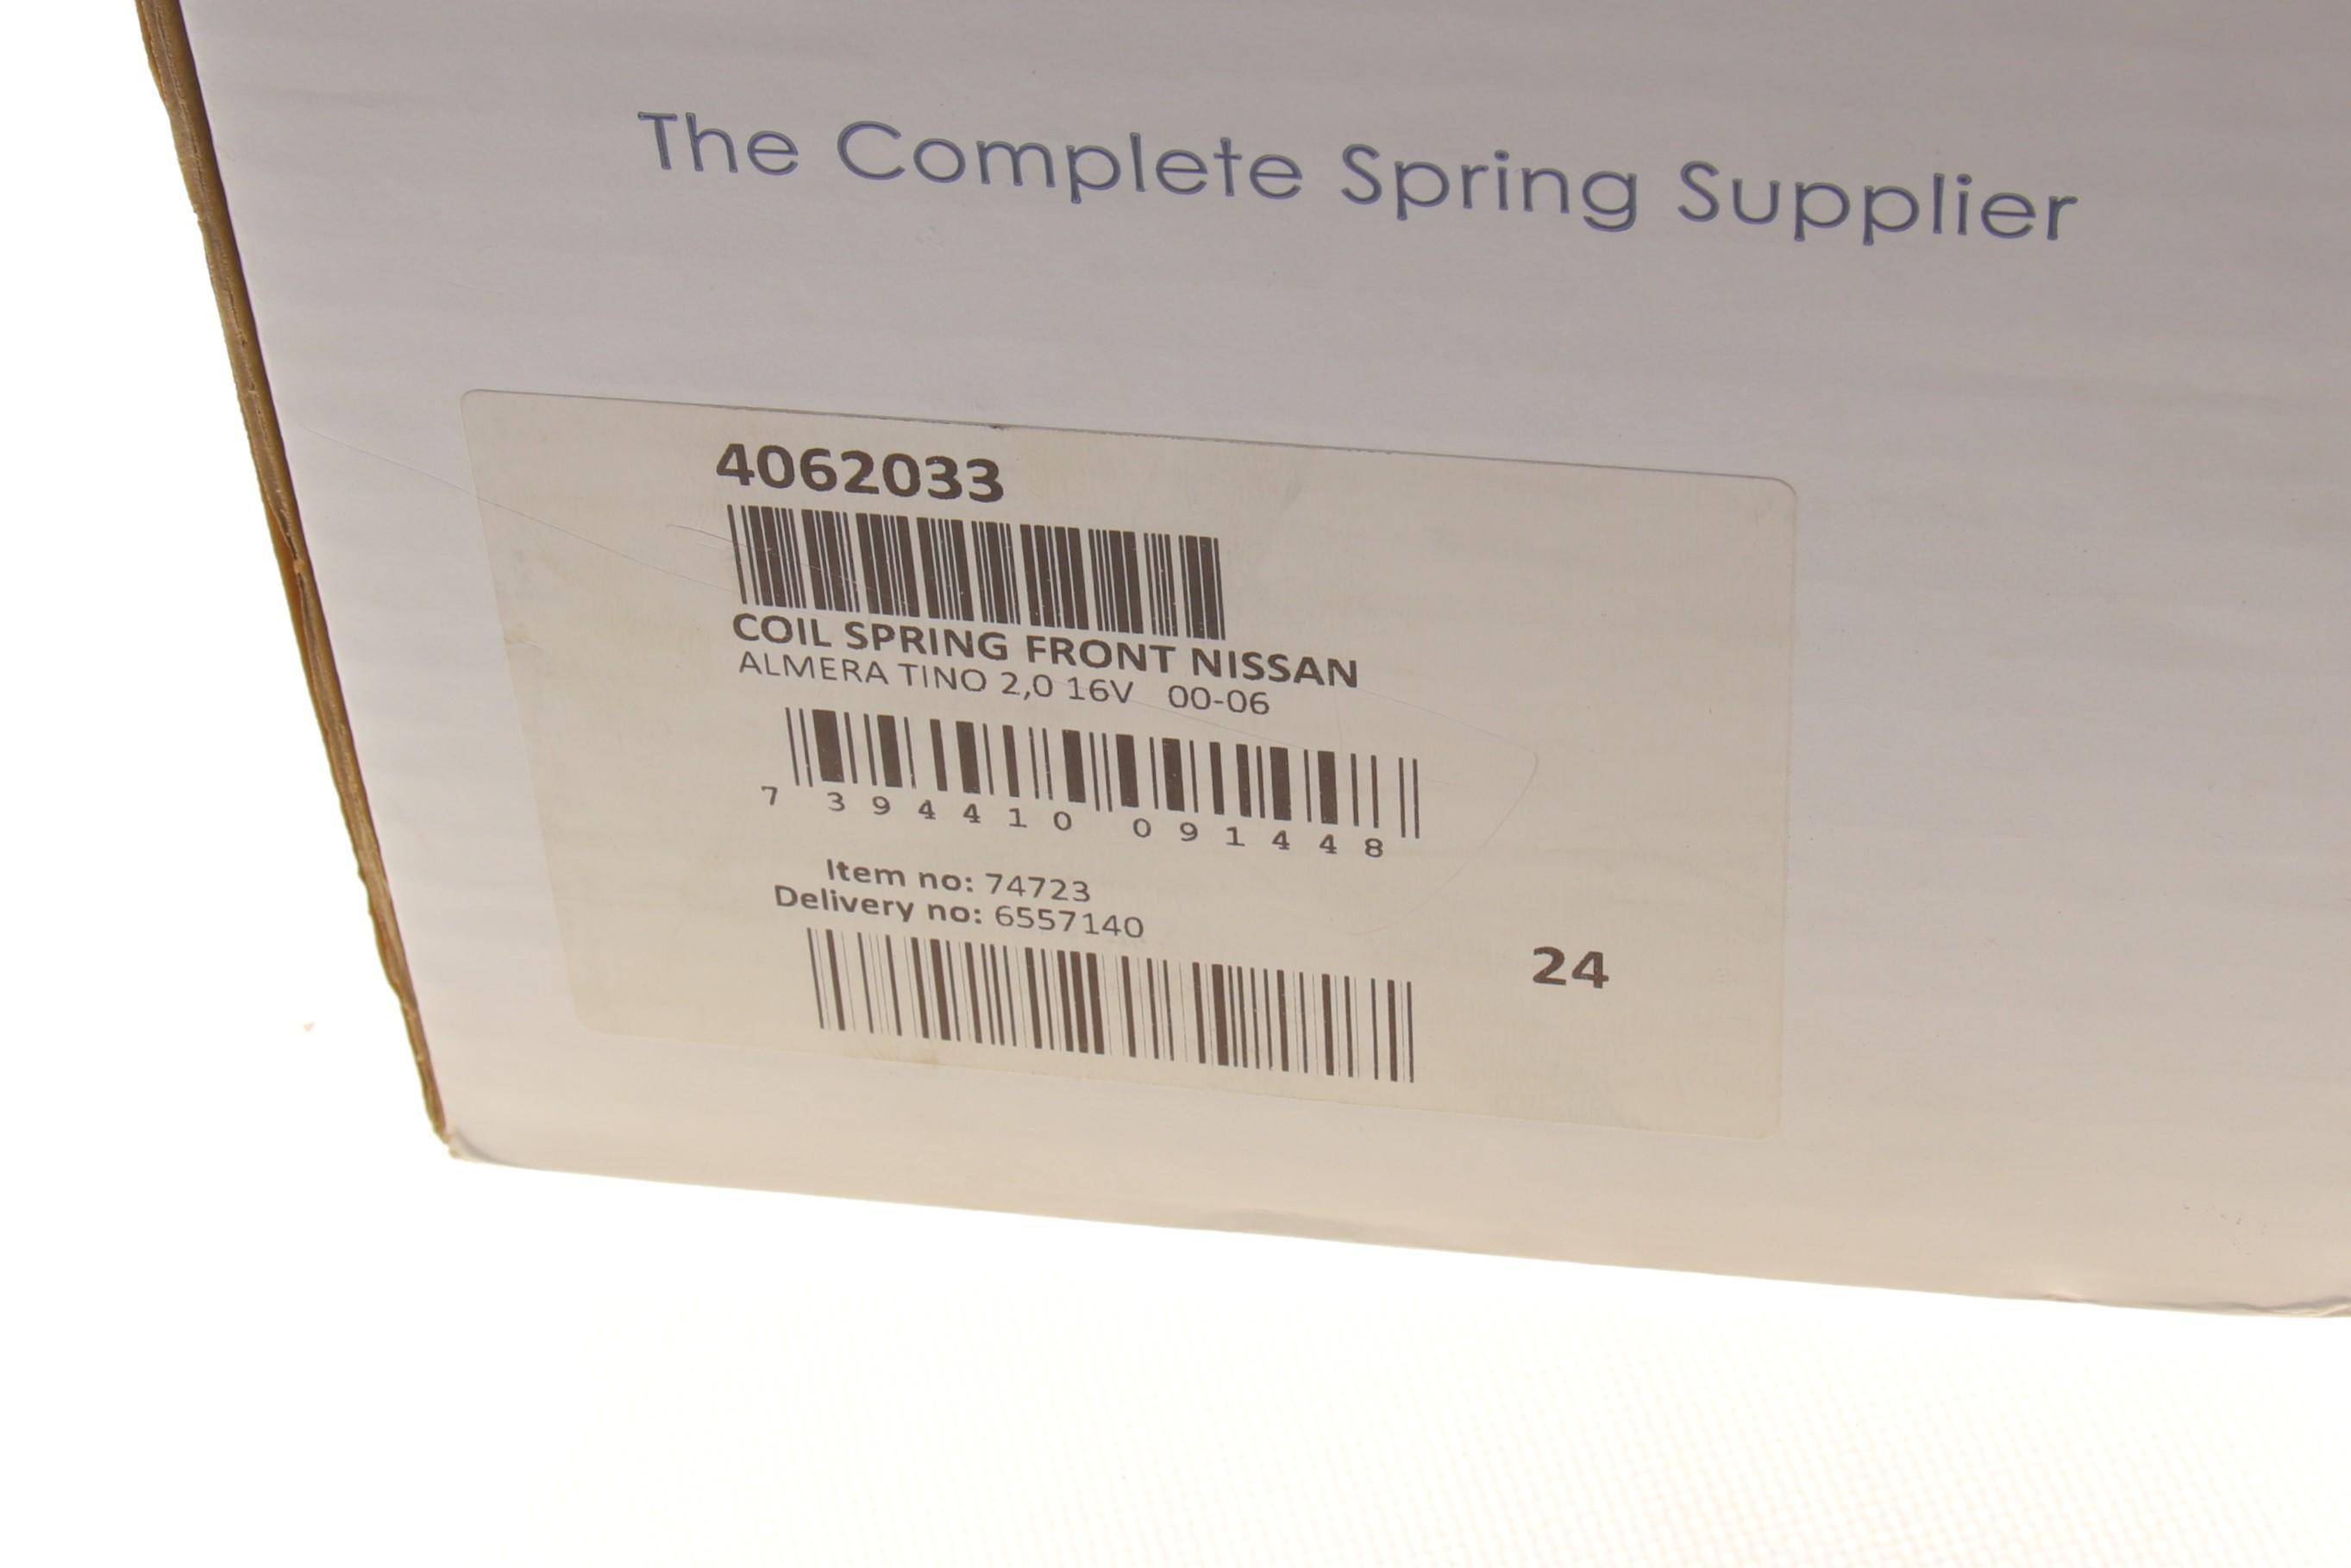 The Complete Spring Supplier
4062033
COIL SPRING FRONT NISSAN
ALMERA TINO 2,0 16V 00-06
7 394410 091448
Item no: 74723
Delivery no: 6557140
24